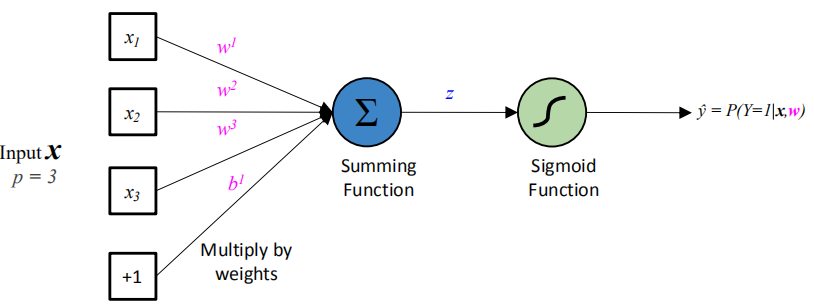 x₁
w¹
w²
x₂
w³
Input x
p = 3
x₃
b¹
+1
Multiply by
weights
Σ
Summing
Function
z
Sigmoid
Function
ŷ = P(Y=1|x,w)